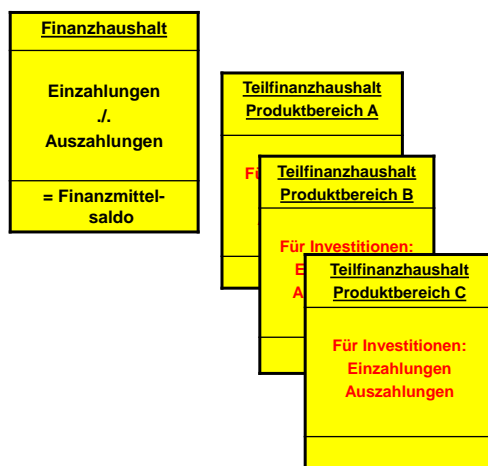 Finanzhaushalt
Einzahlungen
./.
Auszahlungen
= Finanzmittel-
saldo
Teilfinanzhaushalt
Produktbereich A
Teilfinanzhaushalt
Produktbereich B
Für Investitionen:
Teilfinanzhaushalt
Produktbereich C
Für Investitionen:
Einzahlungen
Auszahlungen